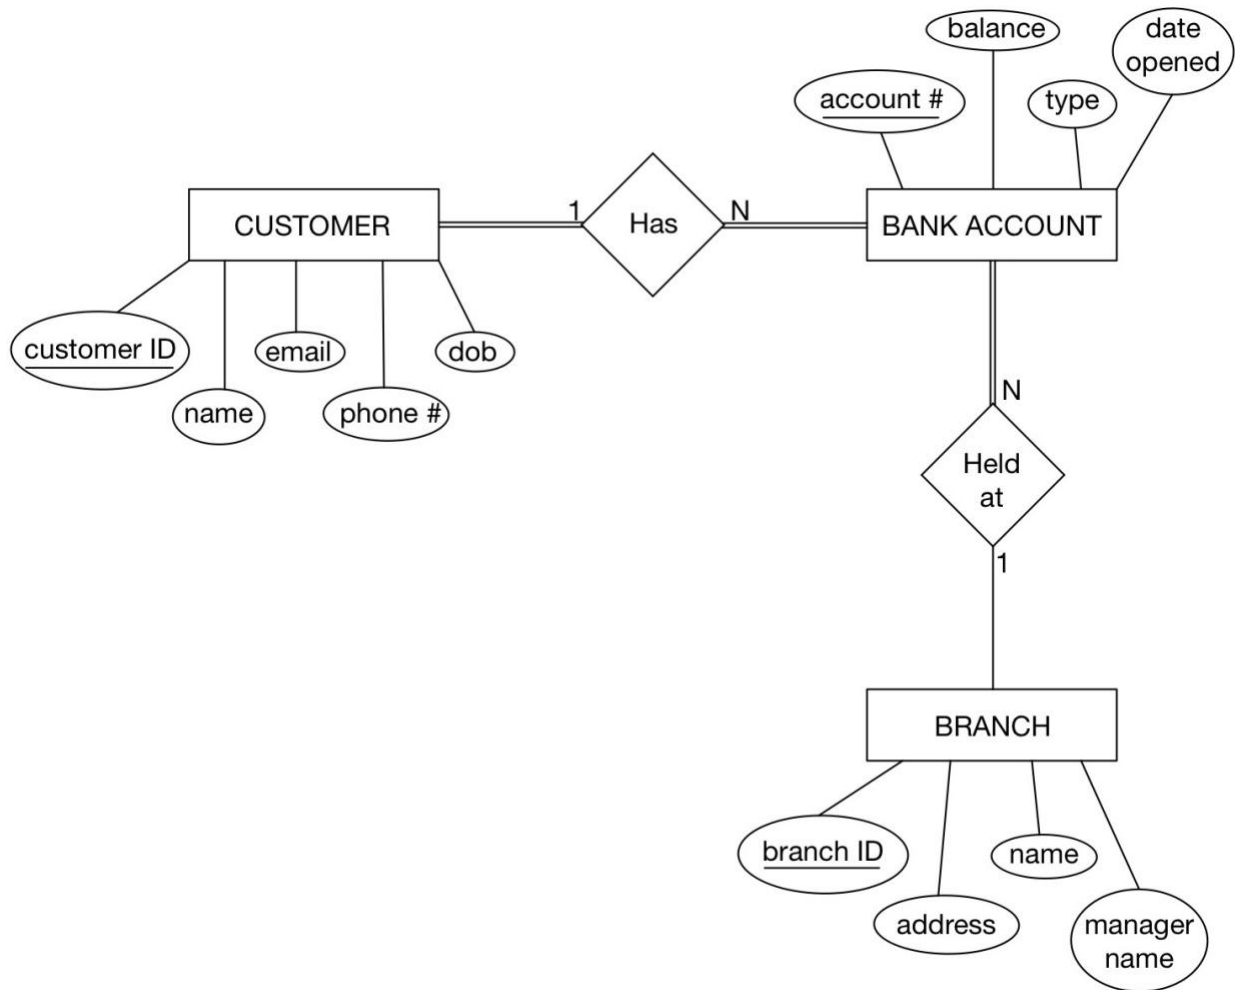 balance
date
opened
account #
type
CUSTOMER
1
Has
N
BANK ACCOUNT
customer ID
name
email
phone #
dob
N
Held
at
1
BRANCH
branch ID
address
name
manager
name